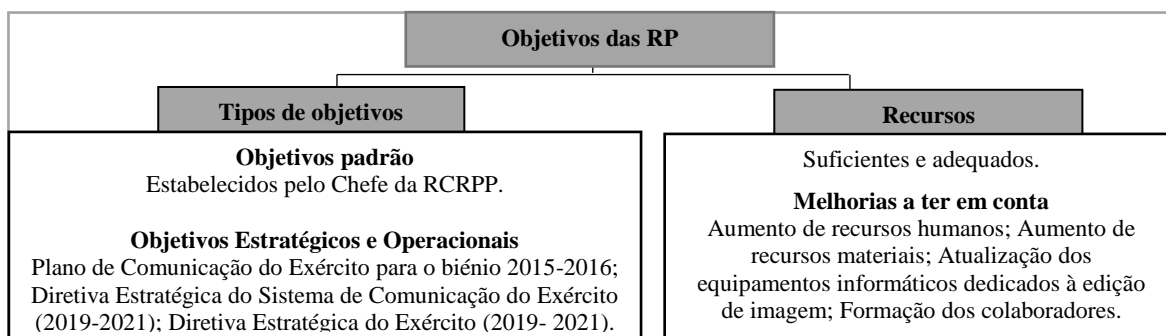 Objetivos das RP
Tipos de objetivos
Objetivos padrão
Estabelecidos pelo Chefe da RCRPP.
Objetivos Estratégicos e Operacionais
Plano de Comunicação do Exército para o biénio 2015-2016;
Diretiva Estratégica do Sistema de Comunicação do Exército
(2019-2021); Diretiva Estratégica do Exército (2019- 2021).
Recursos
Suficientes e adequados.
Melhorias a ter em conta
Aumento de recursos humanos; Aumento de
recursos materiais; Atualização dos
equipamentos informáticos dedicados à edição
de imagem; Formação dos colaboradores.